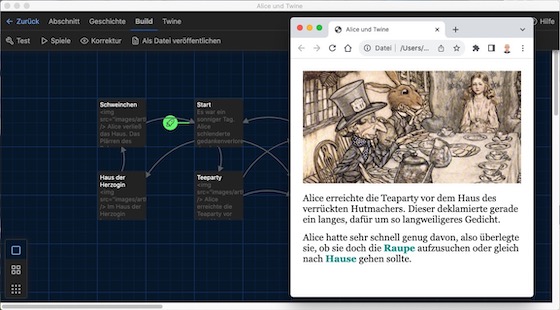 Alice und Twine
Zurück Abschnitt Geschichte Build Twine Hilfe
Test Spiele Korrektur Als Datei veröffentlichen
Schweinchen
<img
src="images/art
/> Alice verließ
das Haus. Das
Plärren des
Start
Es war ein
sonniger Tag.
Alice
schlenderte
gedankenverlor
Haus der
Herzogin
<img
src="images/art
/> Im Haus der
Herzogin
Teeparty
<img
src="images/art
/> Alice
erreichte die
Teeparty vor
Alice und Twine
Datei /Users/...
Alice erreichte die Teaparty vor dem Haus des
verrückten Hutmachers. Dieser deklamierte gerade
ein langes, dafür um so langweiligeres Gedicht.
Alice hatte sehr schnell genug davon, also überlegte
sie, ob sie doch die Raupe aufzusuchen oder gleich
nach Hause gehen sollte.